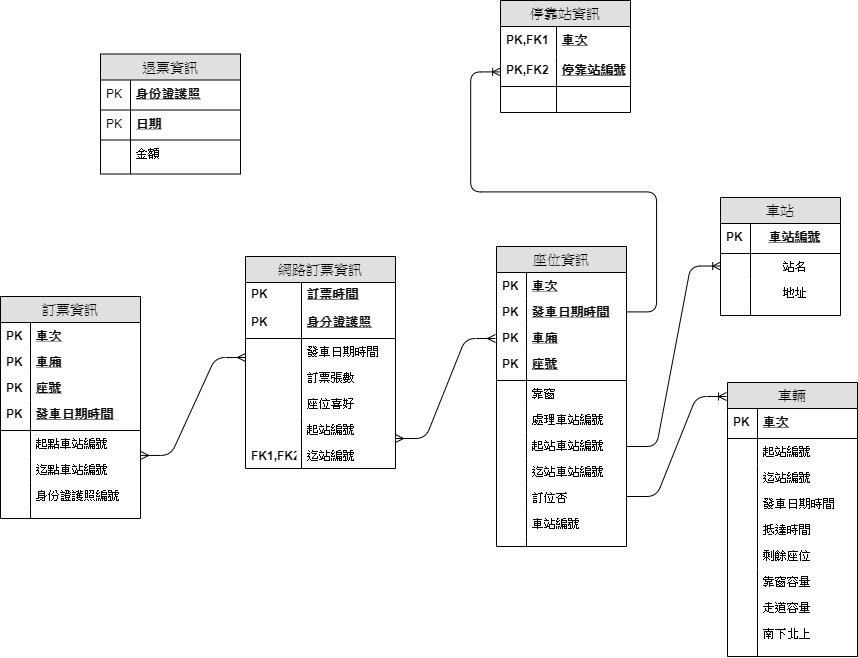 停靠站資訊
PK,FK1 車次
PK,FK2 停靠站編號
退票資訊
PK 身份證護照
PK 日期
金額
車站
PK 車站編號
站名
地址
座位資訊
PK 車次
PK 發車日期時間
PK 車廂
PK 座號
靠窗
處理車站編號
起站車站編號
迄站車站編號
訂位否
車站編號
網路訂票資訊
PK 訂票時間
PK 身分證護照
發車日期時間
訂票張數
座位喜好
起站編號
FK1,FK2 迄站編號
訂票資訊
PK 車次
PK 車廂
PK 座號
PK 發車日期時間
起點車站編號
迄點車站編號
身份證護照編號
車輛
PK 車次
起站編號
迄站編號
發車日期時間
抵達時間
剩餘座位
靠窗容量
走道容量
南下北上